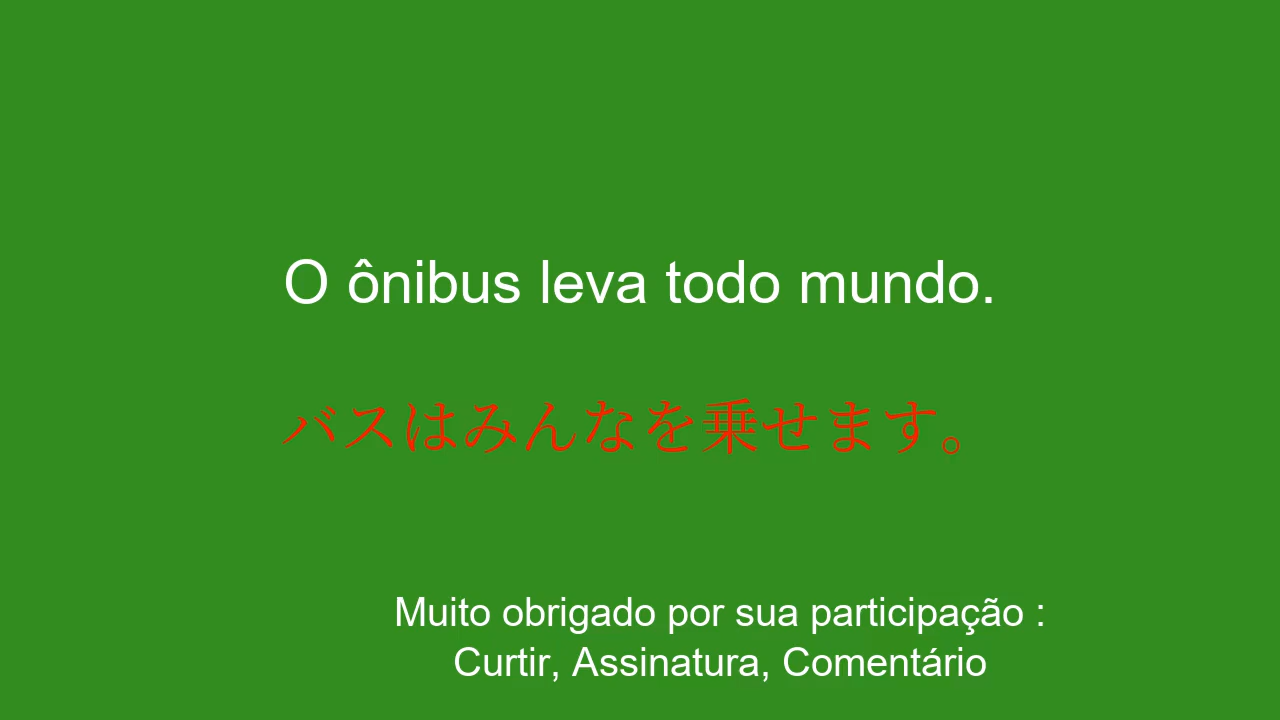 O ônibus leva todo mundo.
バスはみんなを乗せます。
Muito obrigado por sua participação :
Curtir, Assinatura, Comentário